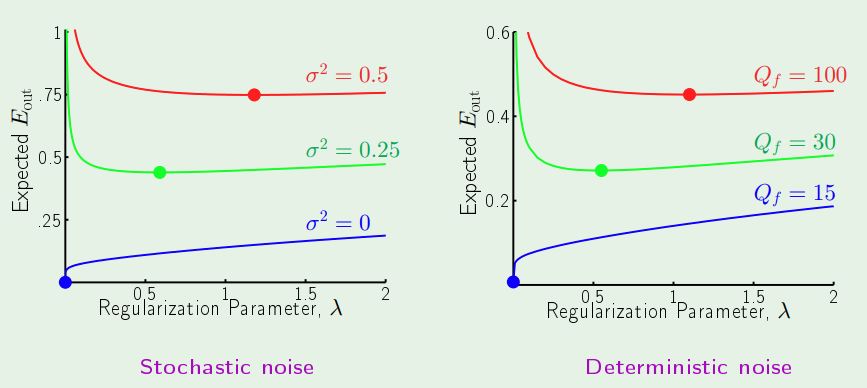 1
.75
0.5
.25
Expected E_out
σ² = 0.5
σ² = 0.25
σ² = 0
0.5 1 1.5 2
Regularization Parameter, λ
Stochastic noise
0.6
0.4
0.2
Expected E_out
Q_f = 100
Q_f = 30
Q_f = 15
0.5 1 1.5 2
Regularization Parameter, λ
Deterministic noise